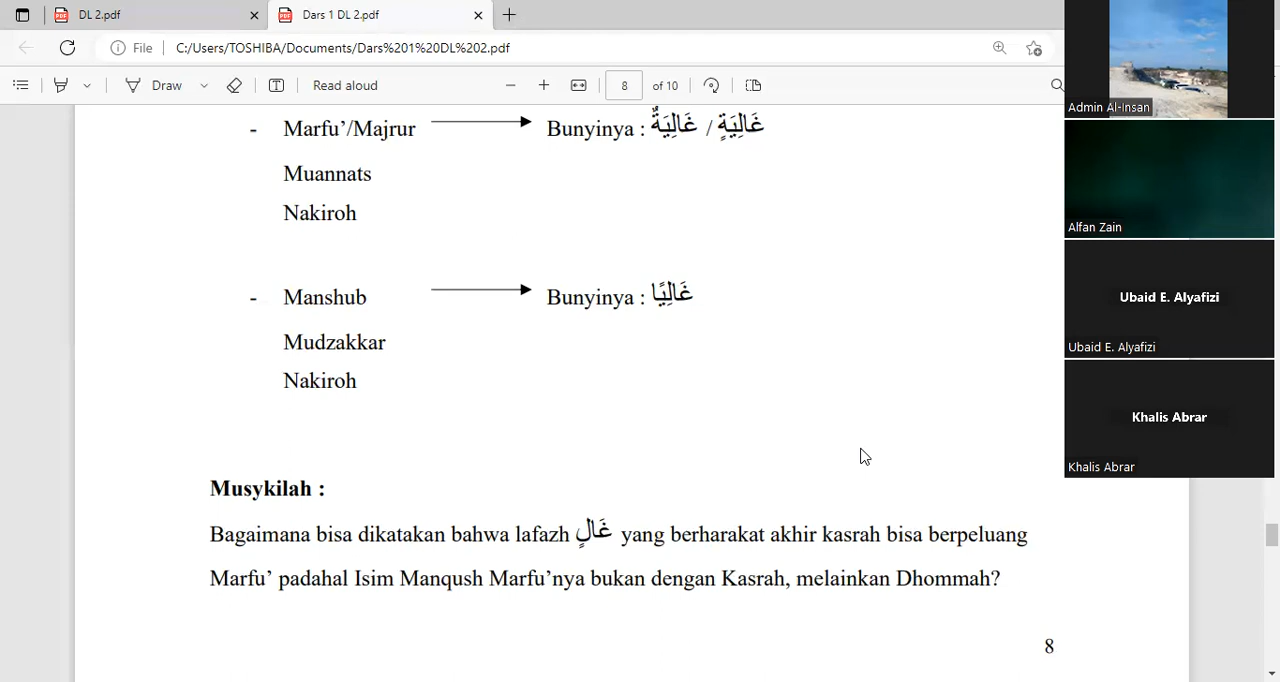 DL 2.pdf
Dars 1 DL 2.pdf
File
C:/Users/TOSHIBA/Documents/Dars%201%20DL%202.pdf
Draw
Read aloud
8 of 10
- Marfu’/Majrur Bunyinya : غَالِيَةٌ / غَالِيَةٍ
Muannats
Nakiroh
- Manshub Bunyinya : غَالِيًا
Mudzakkar
Nakiroh
Musykilah :
Bagaimana bisa dikatakan bahwa lafazh غَالٍ yang berharakat akhir kasrah bisa berpeluang
Marfu’ padahal Isim Manqush Marfu’nya bukan dengan Kasrah, melainkan Dhommah?
8
Admin Al-Insan
Alfan Zain
Ubaid E. Alyafizi
Ubaid E. Alyafizi
Khalis Abrar
Khalis Abrar